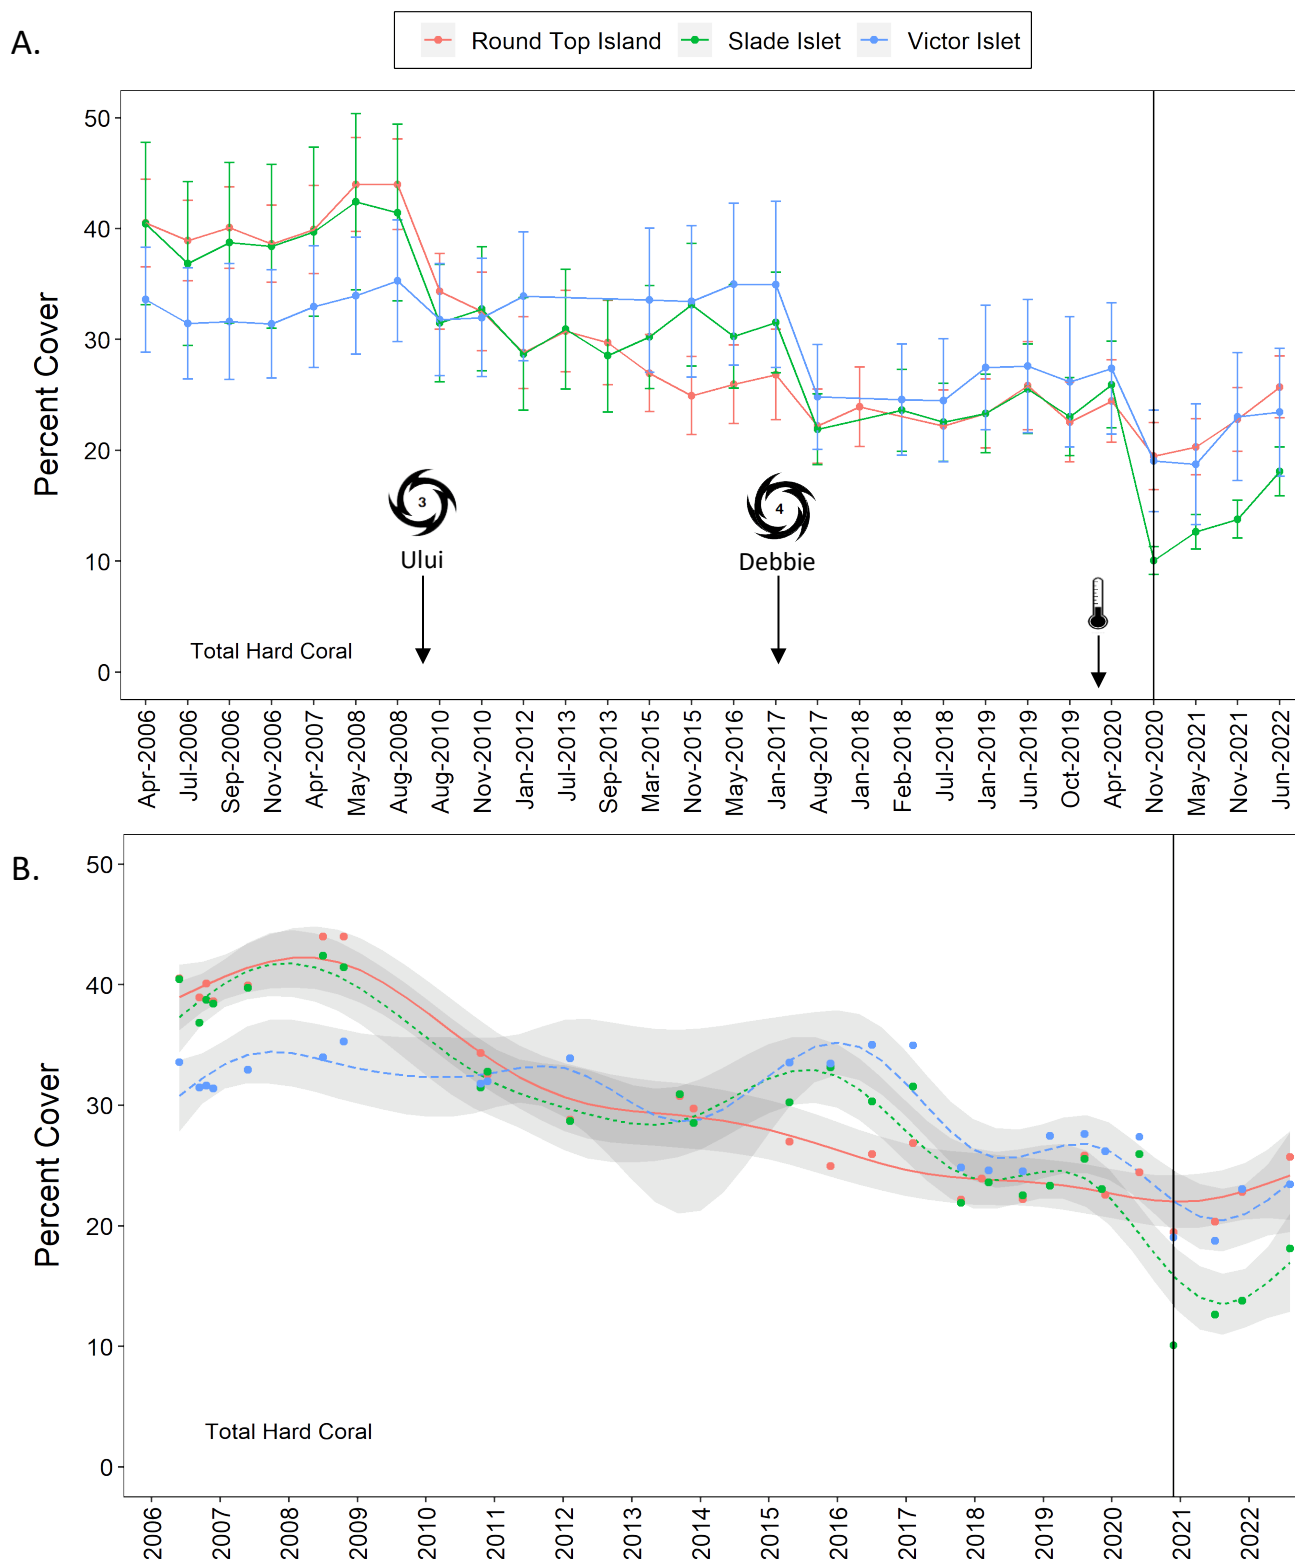 A.
Round Top Island Slade Islet Victor Islet
Percent Cover
50
40
30
20
10
0
3
Ului
4
Debbie
Total Hard Coral
Apr-2006
Jul-2006
Sep-2006
Nov-2006
Apr-2007
May-2008
Aug-2008
Aug-2010
Nov-2010
Jan-2012
Jul-2013
Sep-2013
Mar-2015
Nov-2015
May-2016
Jan-2017
Aug-2017
Jan-2018
Feb-2018
Jul-2018
Jan-2019
Jun-2019
Oct-2019
Apr-2020
Nov-2020
May-2021
Nov-2021
Jun-2022
B.
Percent Cover
50
40
30
20
10
0
Total Hard Coral
2006
2007
2008
2009
2010
2011
2012
2013
2014
2015
2016
2017
2018
2019
2020
2021
2022